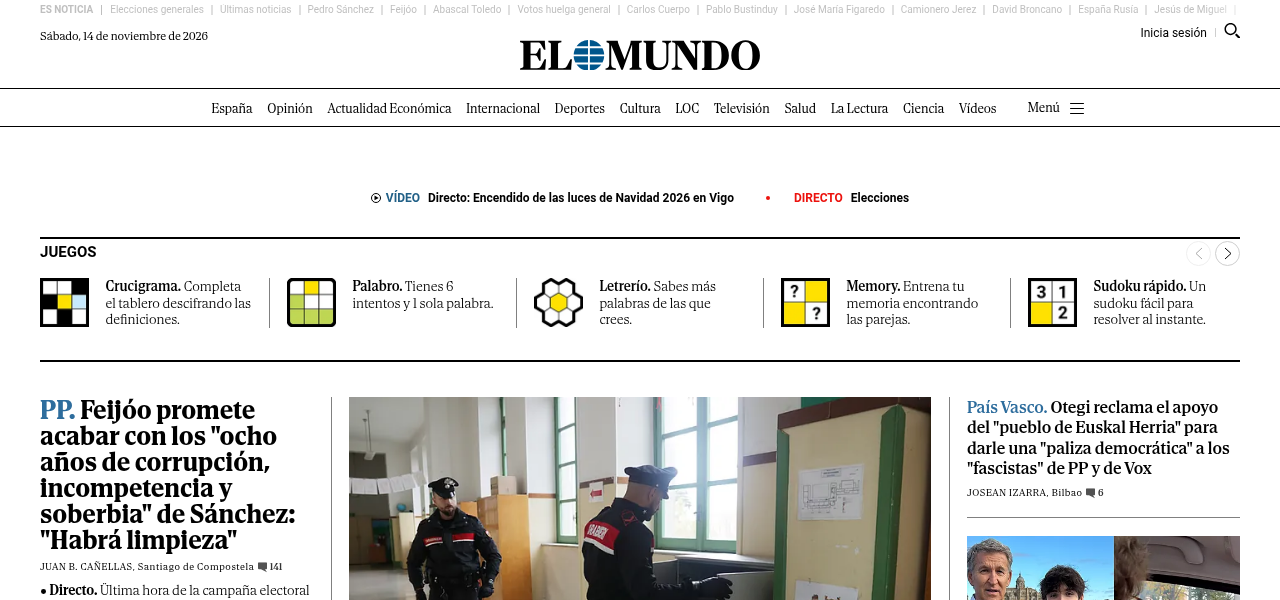 ES NOTICIA | Elecciones generales | Últimas noticias | Pedro Sánchez | Feijóo | Abascal Toledo | Votos huelga general | Carlos Cuerpo | Pablo Bustinduy | José María Figaredo | Camionero Jerez | David Broncano | España Rusia | Jesús de Miguel |
Sábado, 14 de noviembre de 2026
EL MUNDO
Inicia sesión
España Opinión Actualidad Económica Internacional Deportes Cultura LOC Televisión Salud La Lectura Ciencia Vídeos Menú
VÍDEO Directo: Encendido de las luces de Navidad 2026 en Vigo • DIRECTO Elecciones
JUEGOS
Crucigrama. Completa
el tablero descifrando las
definiciones.
Palabro. Tienes 6
intentos y 1 sola palabra.
Letrerío. Sabes más
palabras de las que
crees.
?
?
Memory. Entrena tu
memoria encontrando
las parejas.
3 1
2
Sudoku rápido. Un
sudoku fácil para
resolver al instante.
PP. Feijóo promete
acabar con los "ocho
años de corrupción,
incompetencia y
soberbia" de Sánchez:
"Habrá limpieza"
JUAN B. CAÑELLAS, Santiago de Compostela 141
• Directo. Última hora de la campaña electoral
País Vasco. Otegi reclama el apoyo
del "pueblo de Euskal Herria" para
darle una "paliza democrática" a los
"fascistas" de PP y de Vox
JOSEAN IZARRA, Bilbao 6